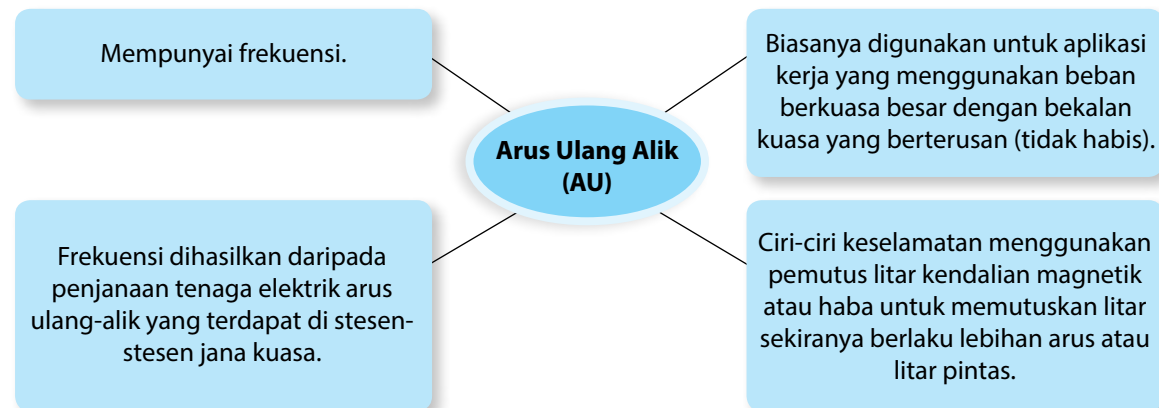 Mempunyai frekuensi.
Biasanya digunakan untuk aplikasi
kerja yang menggunakan beban
berkuasa besar dengan bekalan
kuasa yang berterusan (tidak habis).
Arus Ulang Alik
(AU)
Frekuensi dihasilkan daripada
penjanaan tenaga elektrik arus
ulang-alik yang terdapat di stesen-
stesen jana kuasa.
Ciri-ciri keselamatan menggunakan
pemutus litar kendalian magnetik
atau haba untuk memutuskan litar
sekiranya berlaku lebihan arus atau
litar pintas.